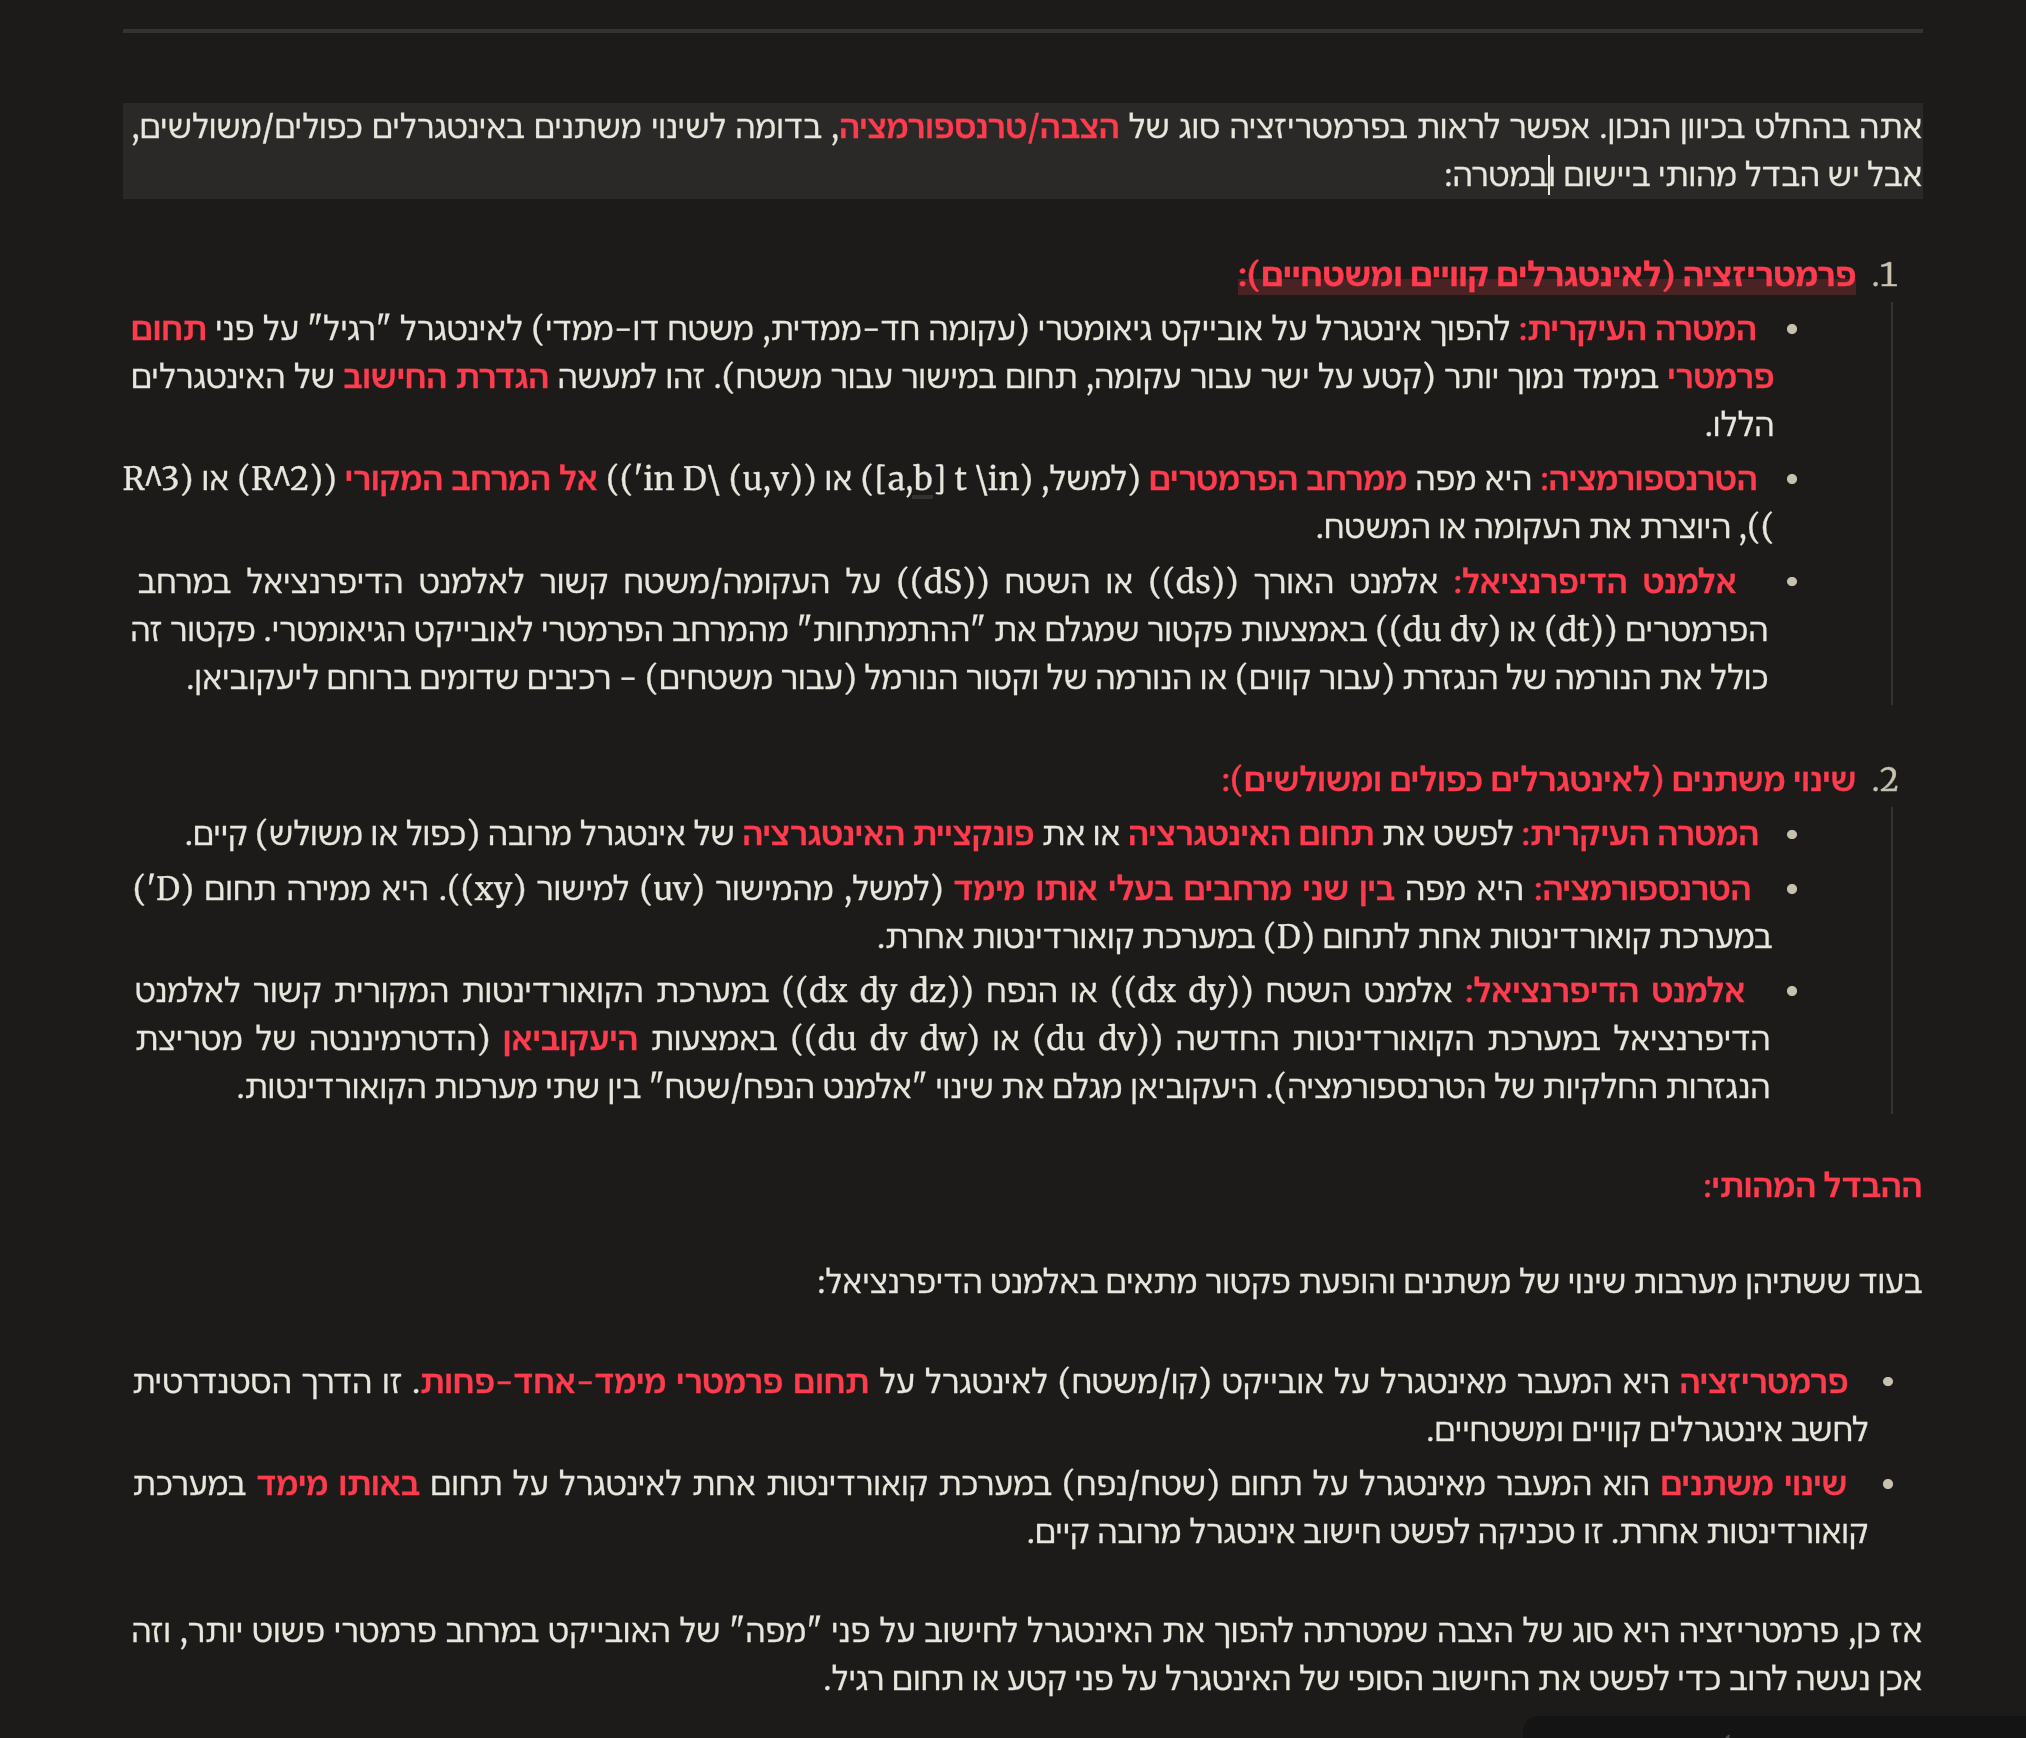 אתה בהחלט בכיוון הנכון. אפשר לראות בפרמטריזציה סוג של הצבה/טרנספורמציה, בדומה לשינוי משתנים באינטגרלים כפולים/משולשים,
אבל יש הבדל מהותי ביישום ובמטרה:
1. פרמטריזציה (לאינטגרלים קוויים ומשטחיים):
• המטרה העיקרית: להפוך אינטגרל על אובייקט גיאומטרי (עקומה חד-ממדית, משטח דו-ממדי) לאינטגרל "רגיל" על פני תחום
פרמטרי במימד נמוך יותר (קטע על ישר עבור עקומה, תחום במישור עבור משטח). זהו למעשה הגדרת החישוב של האינטגרלים
הללו.
• הטרנספורמציה: היא מפה ממרחב הפרמטרים (למשל, (t \in [a,b]) או ((u,v) \in D')) אל המרחב המקורי ((R^2) או (R^3
)), היוצרת את העקומה או המשטח.
• אלמנט הדיפרנציאל: אלמנט האורך ((ds)) או השטח ((dS)) על העקומה/משטח קשור לאלמנט הדיפרנציאל במרחב
הפרמטרים ((dt) או (du dv)) באמצעות פקטור שמגלם את "ההתמתחות" מהמרחב הפרמטרי לאובייקט הגיאומטרי. פקטור זה
כולל את הנורמה של הנגזרת (עבור קווים) או הנורמה של וקטור הנורמל (עבור משטחים) - רכיבים שדומים ברוחם ליעקוביאן.
2. שינוי משתנים (לאינטגרלים כפולים ומשולשים):
• המטרה העיקרית: לפשט את תחום האינטגרציה או את פונקציית האינטגרציה של אינטגרל מרובה (כפול או משולש) קיים.
• הטרנספורמציה: היא מפה בין שני מרחבים בעלי אותו מימד (למשל, מהמישור (uv) למישור (xy)). היא ממירה תחום (D')
במערכת קואורדינטות אחת לתחום (D) במערכת קואורדינטות אחרת.
• אלמנט הדיפרנציאל: אלמנט השטח ((dx dy)) או הנפח ((dx dy dz)) במערכת הקואורדינטות המקורית קשור לאלמנט
הדיפרנציאל במערכת הקואורדינטות החדשה ((du dv) או (du dv dw)) באמצעות היעקוביאן (הדטרמיננטה של מטריצת
הנגזרות החלקיות של הטרנספורמציה). היעקוביאן מגלם את שינוי "אלמנט הנפח/שטח" בין שתי מערכות הקואורדינטות.
ההבדל המהותי:
בעוד ששתיהן מערבות שינוי של משתנים והופעת פקטור מתאים באלמנט הדיפרנציאל:
• פרמטריזציה היא המעבר מאינטגרל על אובייקט (קו/משטח) לאינטגרל על תחום פרמטרי מימד-אחד-פחות. זו הדרך הסטנדרטית
לחשב אינטגרלים קוויים ומשטחיים.
• שינוי משתנים הוא המעבר מאינטגרל על תחום (שטח/נפח) במערכת קואורדינטות אחת לאינטגרל על תחום באותו מימד במערכת
קואורדינטות אחרת. זו טכניקה לפשט חישוב אינטגרל מרובה קיים.
אז כן, פרמטריזציה היא סוג של הצבה שמטרתה להפוך את האינטגרל לחישוב על פני "מפה" של האובייקט במרחב פרמטרי פשוט יותר, וזה
אכן נעשה לרוב כדי לפשט את החישוב הסופי של האינטגרל על פני קטע או תחום רגיל.